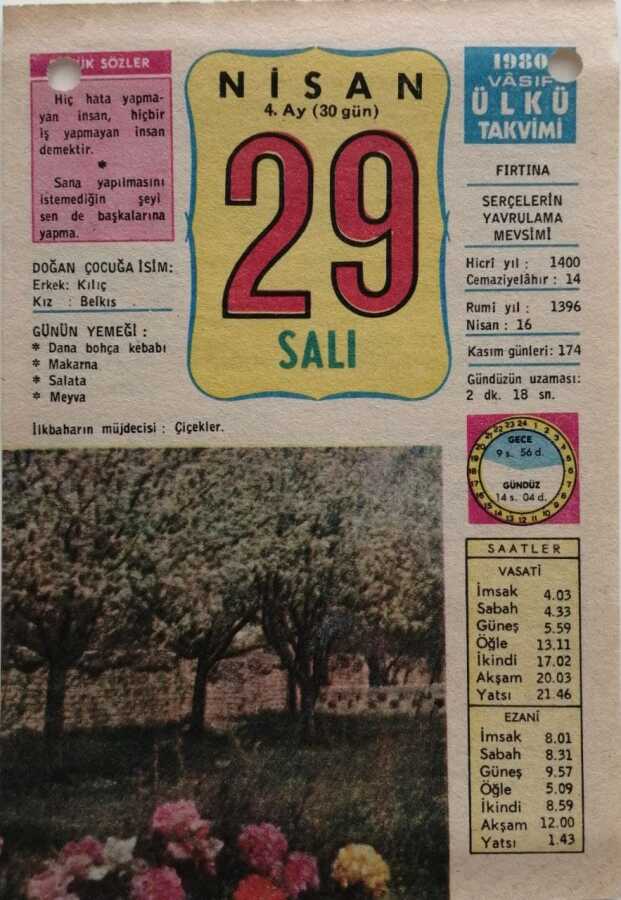 SÖZLER
Hiç hata yapma-
yan insan, hiçbir
iş yapmayan insan
demektir.
*
Sana yapılmasını
istemediğin şeyi
sen de başkalarına
yapma.
DOĞAN ÇOCUĞA İSİM:
Erkek: Kılıç
Kız : Belkıs
GÜNÜN YEMEĞİ :
* Dana bohça kebabı
* Makarna
* Salata
* Meyva
İlkbaharın müjdecisi : Çiçekler.
NİSAN
4. Ay (30 gün)
29
SALI
1980
VÂSIF
ÜLKÜ
TAKVİMİ
FIRTINA
SERÇELERİN
YAVRULAMA
MEVSİMİ
Hicrî yıl : 1400
Cemaziyelâhır : 14
Rumi yıl : 1396
Nisan : 16
Kasım günleri: 174
Gündüzün uzaması:
2 dk. 18 sn.
GECE
9 s. 56 d.
GÜNDÜZ
14 s. 04 d.
SAATLER
VASATİ
İmsak 4.03
Sabah 4.33
Güneş 5.59
Öğle 13.11
İkindi 17.02
Akşam 20.03
Yatsı 21.46
EZANİ
İmsak 8.01
Sabah 8.31
Güneş 9.57
Öğle 5.09
İkindi 8.59
Akşam 12.00
Yatsı 1.43